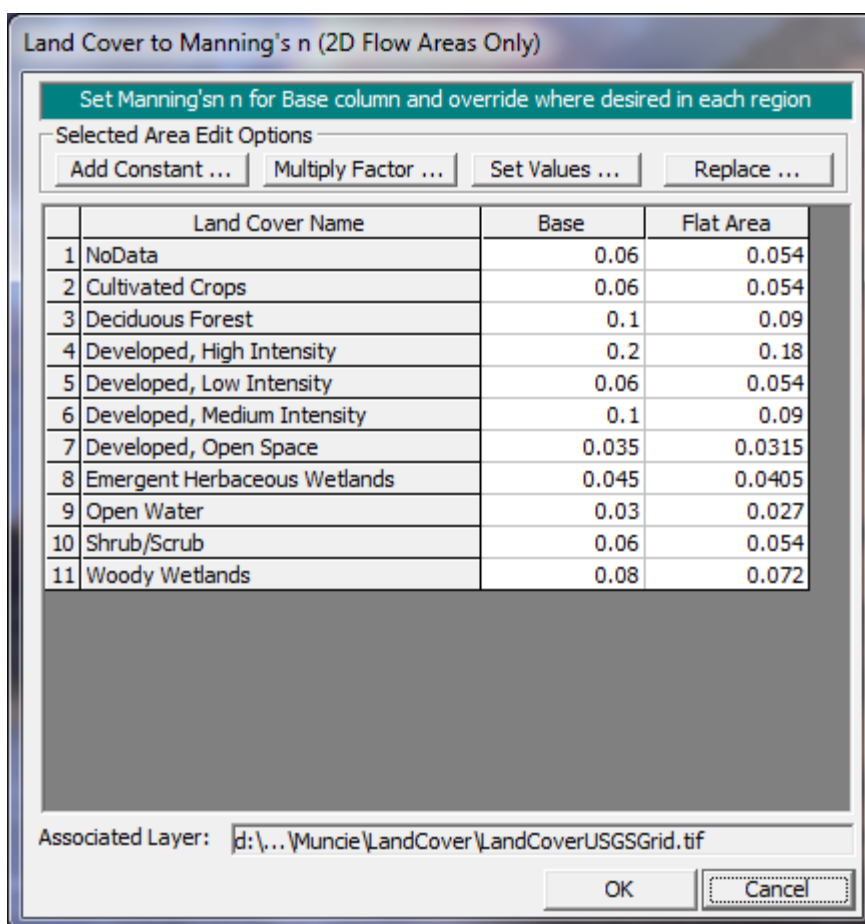 Land Cover to Manning's n (2D Flow Areas Only)
Set Manning'sn n for Base column and override where desired in each region
Selected Area Edit Options
Add Constant ... Multiply Factor ... Set Values ... Replace ...
Land Cover Name Base Flat Area
1 NoData 0.06 0.054
2 Cultivated Crops 0.06 0.054
3 Deciduous Forest 0.1 0.09
4 Developed, High Intensity 0.2 0.18
5 Developed, Low Intensity 0.06 0.054
6 Developed, Medium Intensity 0.1 0.09
7 Developed, Open Space 0.035 0.0315
8 Emergent Herbaceous Wetlands 0.045 0.0405
9 Open Water 0.03 0.027
10 Shrub/Scrub 0.06 0.054
11 Woody Wetlands 0.08 0.072
Associated Layer: d:\...\Muncie\LandCover\LandCoverUSGSGrid.tif
OK Cancel